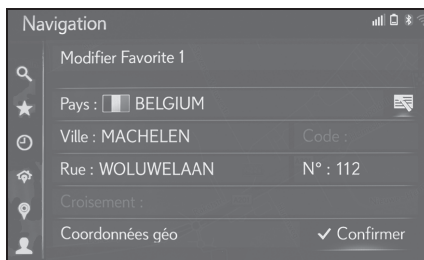 Navigation
Modifier Favorite 1
Pays : BELGIUM
Ville : MACHELEN Code :
Rue : WOLUWELAAN N° : 112
Croisement :
Coordonnées géo ✓ Confirmer